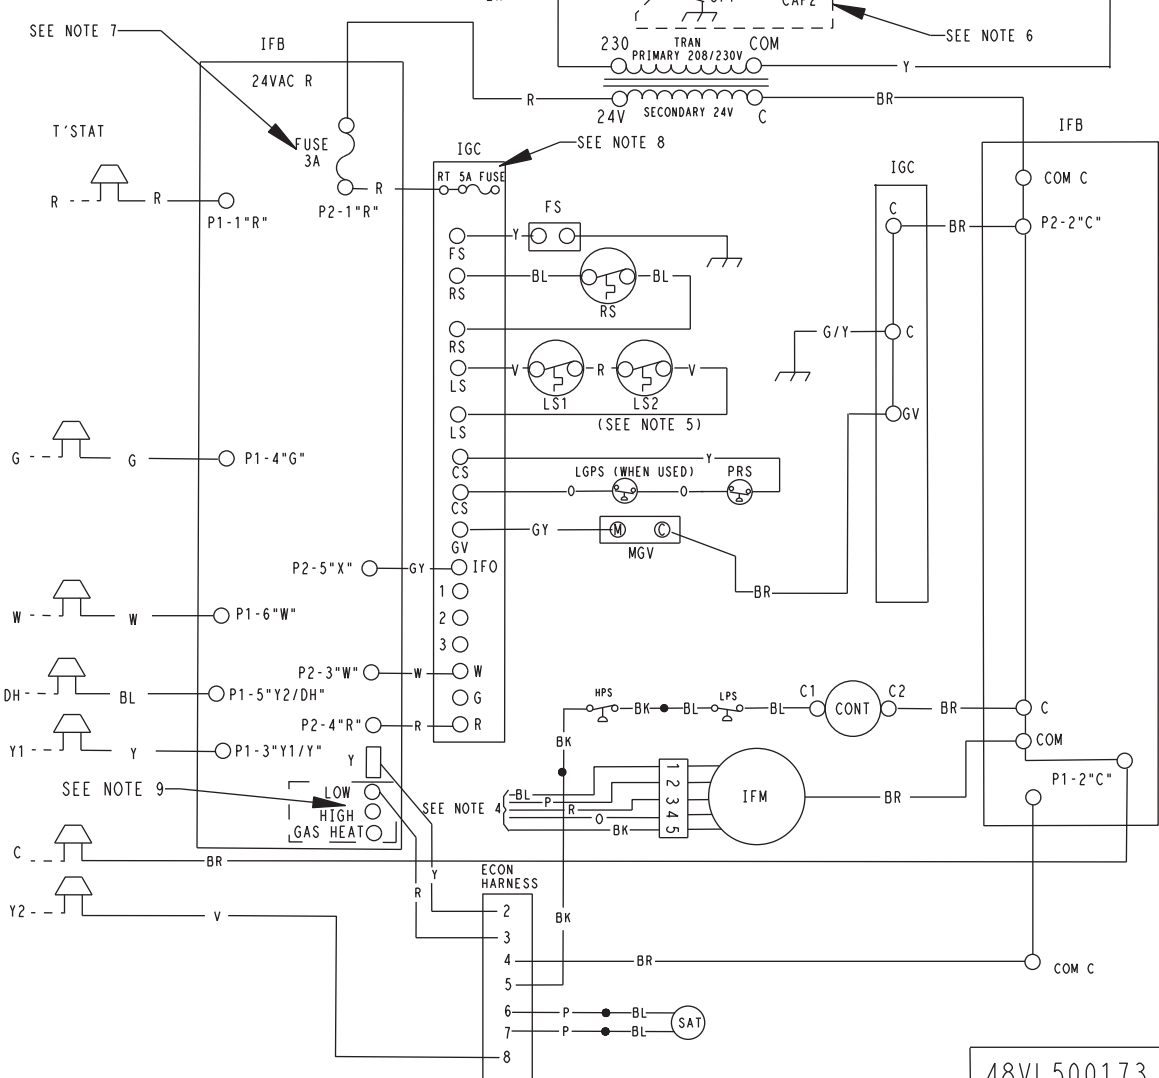 CAP2
SEE NOTE 7
SEE NOTE 6
IFB
230
TRAN
COM
PRIMARY 208/230V
Y
24VAC R
R
BR
24V
SECONDARY 24V
C
T'STAT
FUSE
3A
IGC
SEE NOTE 8
IFB
IGC
RT 5A FUSE
COM C
R
R
R
P2-1"R"
P1-1"R"
FS
C
BR
P2-2"C"
Y
FS
BL
BL
RS
RS
G/Y
C
RS
V
R
V
LS
LS1
LS2
(SEE NOTE 5)
LS
GV
G
G
P1-4"G"
Y
CS
LGPS (WHEN USED)
PRS
O
O
CS
GY
M
C
GV
MGV
P2-5"X"
GY
IFO
1
BR
2
W
W
P1-6"W"
3
P2-3"W"
W
W
DH
BL
P1-5"Y2/DH"
G
HPS
BK
BL
LPS
BL
C1
CONT
C2
BR
C
P2-4"R"
R
R
Y1
Y
P1-3"Y1/Y"
BK
COM
Y
P1-2"C"
SEE NOTE 9
LOW
HIGH
GAS HEAT
SEE NOTE 4
BL
P
R
O
BK
1
2
3
4
5
IFM
BR
C
BR
ECON
HARNESS
R
Y
Y2
V
2
BK
3
4
BR
COM C
5
6
P
BL
SAT
7
P
BL
8
48VL500173